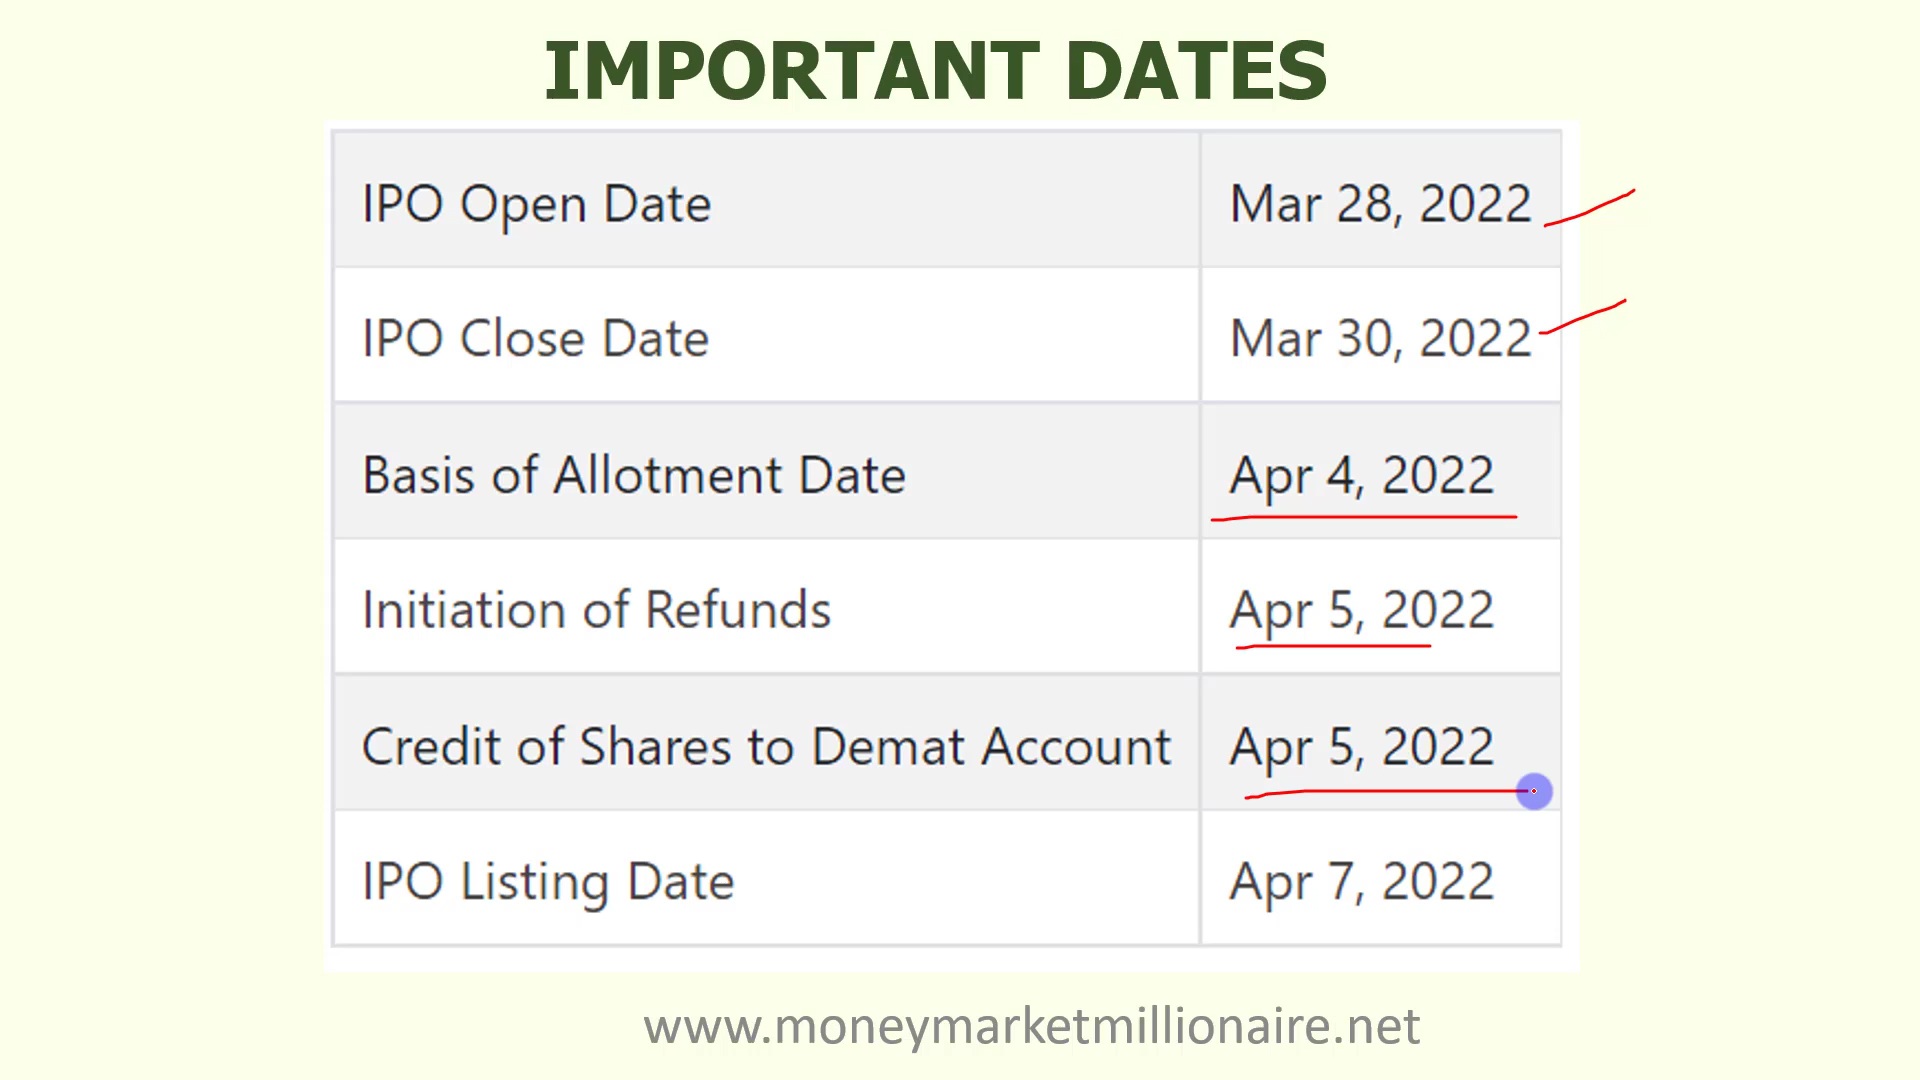 IMPORTANT DATES
IPO Open Date Mar 28, 2022
IPO Close Date Mar 30, 2022
Basis of Allotment Date Apr 4, 2022
Initiation of Refunds Apr 5, 2022
Credit of Shares to Demat Account Apr 5, 2022
IPO Listing Date Apr 7, 2022
www.moneymarketmillionaire.net